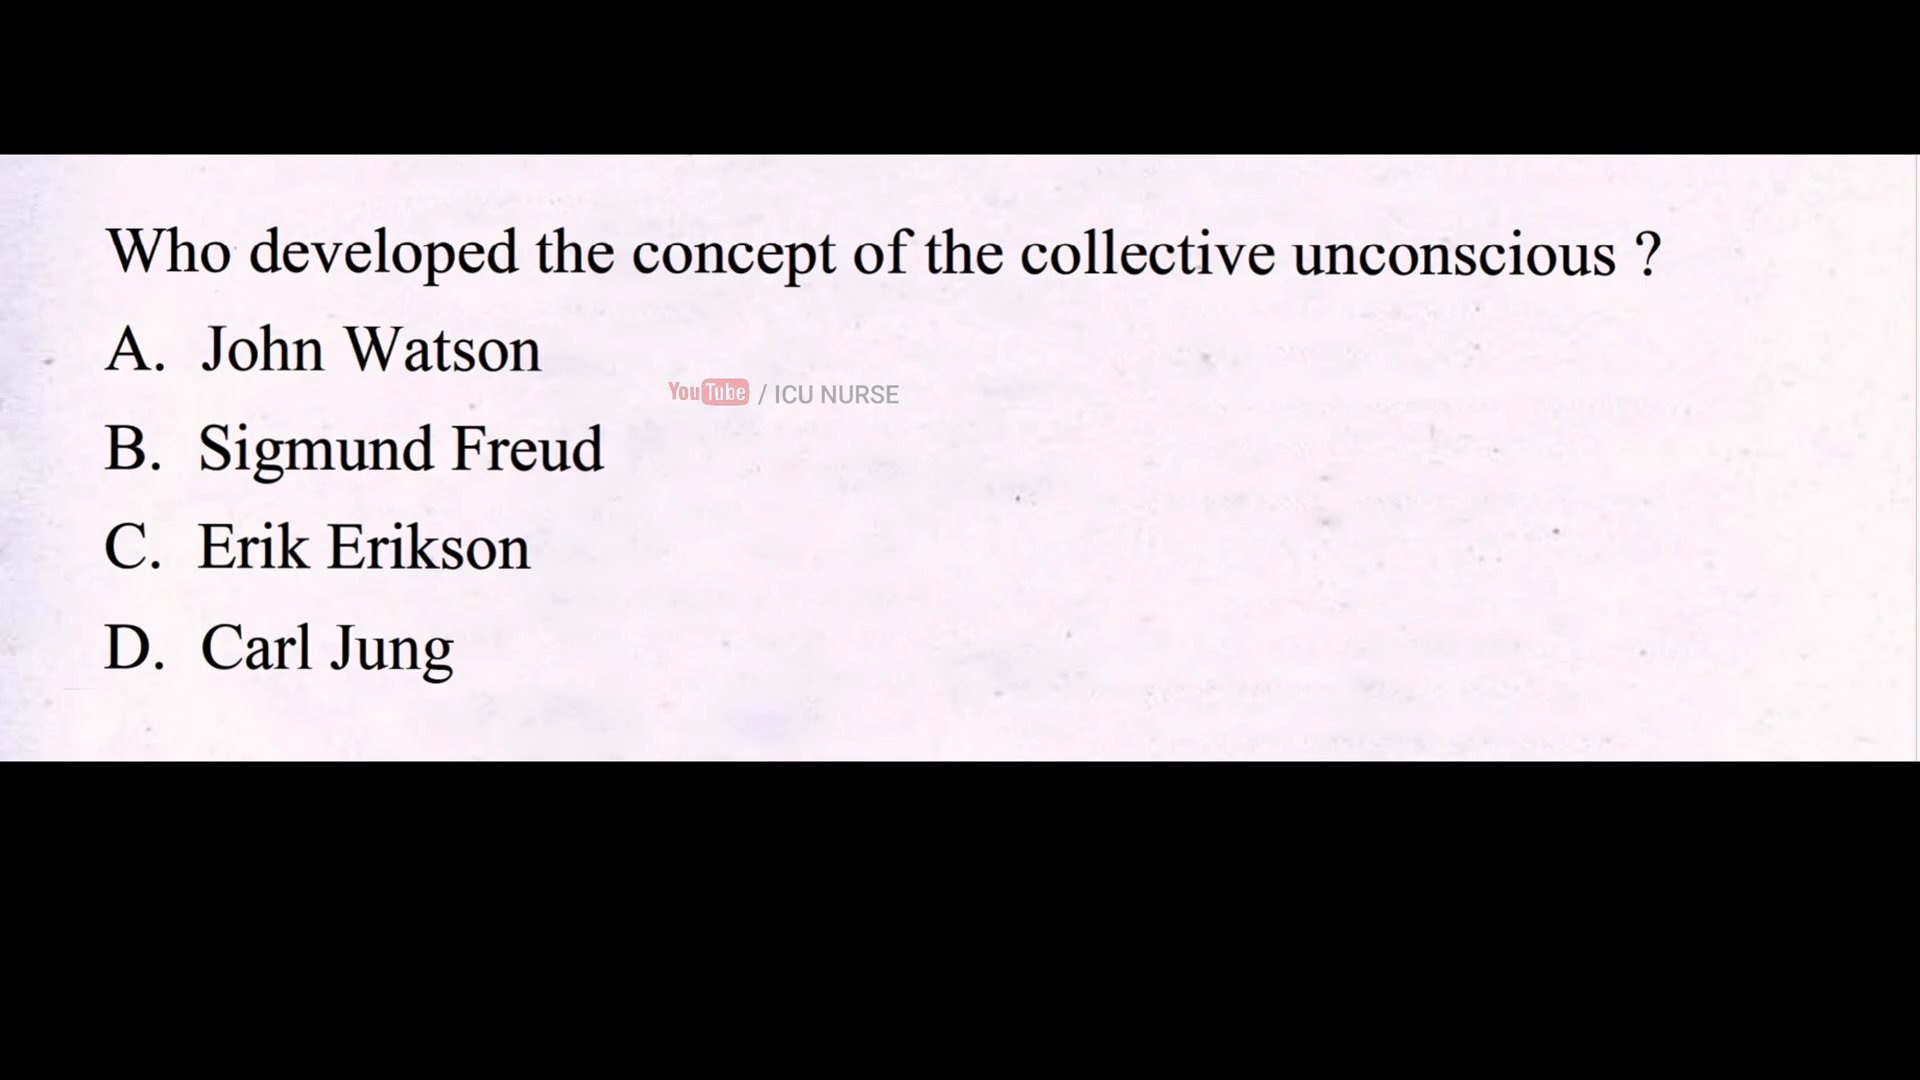 Who developed the concept of the collective unconscious ?
A. John Watson
YouTube / ICU NURSE
B. Sigmund Freud
C. Erik Erikson
D. Carl Jung